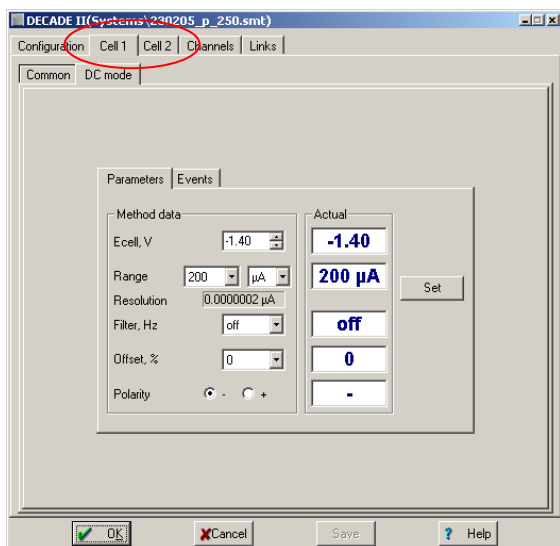 DECADE II(Systems\230205_p_250.smt)
Configuration Cell 1 Cell 2 Channels Links
Common DC mode
Parameters Events
Method data Actual
Ecell, V -1.40 -1.40
Range 200 µA 200 µA
Set
Resolution 0.0000002 µA
Filter, Hz off off
Offset, % 0 0
Polarity - + -
OK Cancel Save ? Help